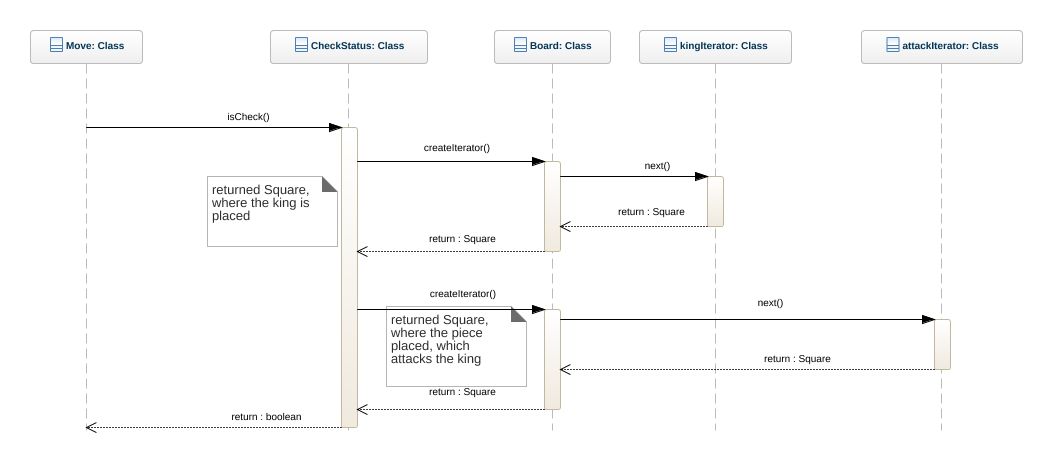 Move: Class
CheckStatus: Class
Board: Class
kingIterator: Class
attackIterator: Class
isCheck()
createIterator()
next()
returned Square,
where the king is
placed
return : Square
return : Square
createIterator()
next()
returned Square,
where the piece
placed, which
attacks the king
return : Square
return : Square
return : boolean